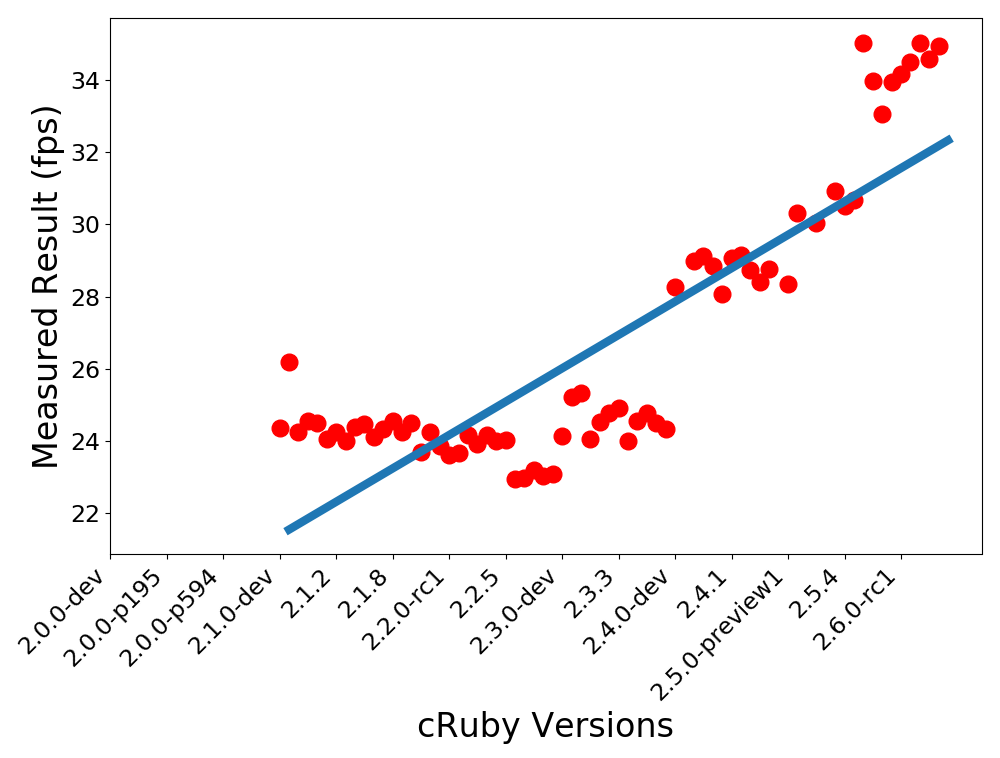 Measured Result (fps)
34
32
30
28
26
24
22
2.0.0-dev
2.0.0-p195
2.0.0-p594
2.1.0-dev
2.1.2
2.1.8
2.2.0-rc1
2.2.5
2.3.0-dev
2.3.3
2.4.0-dev
2.4.1
2.5.0-preview1
2.5.4
2.6.0-rc1
cRuby Versions